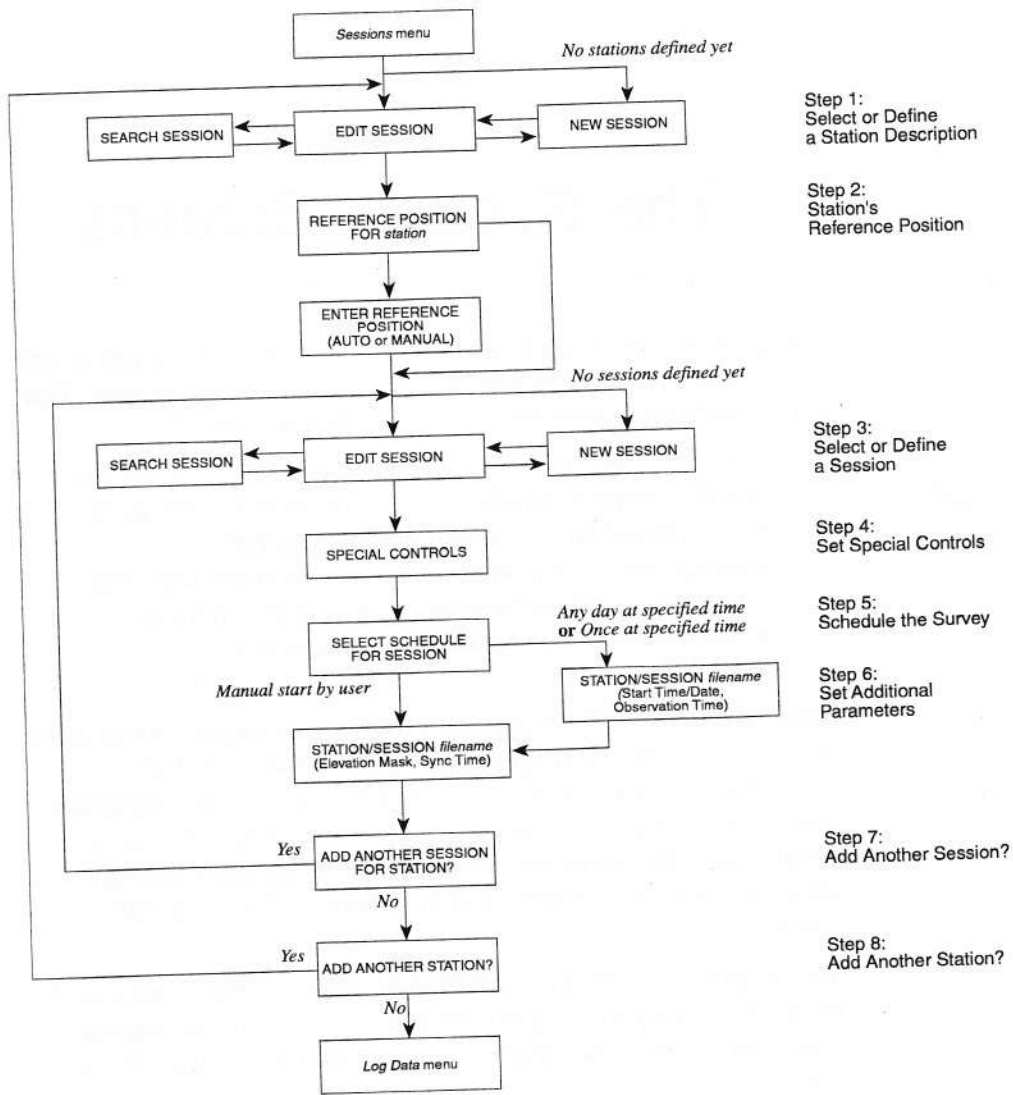 Sessions menu
No stations defined yet
SEARCH SESSION
EDIT SESSION
NEW SESSION
Step 1:
Select or Define
a Station Description
REFERENCE POSITION
FOR station
Step 2:
Station's
Reference Position
ENTER REFERENCE
POSITION
(AUTO or MANUAL)
No sessions defined yet
SEARCH SESSION
EDIT SESSION
NEW SESSION
Step 3:
Select or Define
a Session
SPECIAL CONTROLS
Step 4:
Set Special Controls
SELECT SCHEDULE
FOR SESSION
Any day at specified time
or Once at specified time
Step 5:
Schedule the Survey
Manual start by user
STATION/SESSION filename
(Start Time/Date,
Observation Time)
Step 6:
Set Additional
Parameters
STATION/SESSION filename
(Elevation Mask, Sync Time)
Yes
ADD ANOTHER SESSION
FOR STATION?
No
Step 7:
Add Another Session?
Yes
ADD ANOTHER STATION?
No
Step 8:
Add Another Station?
Log Data menu